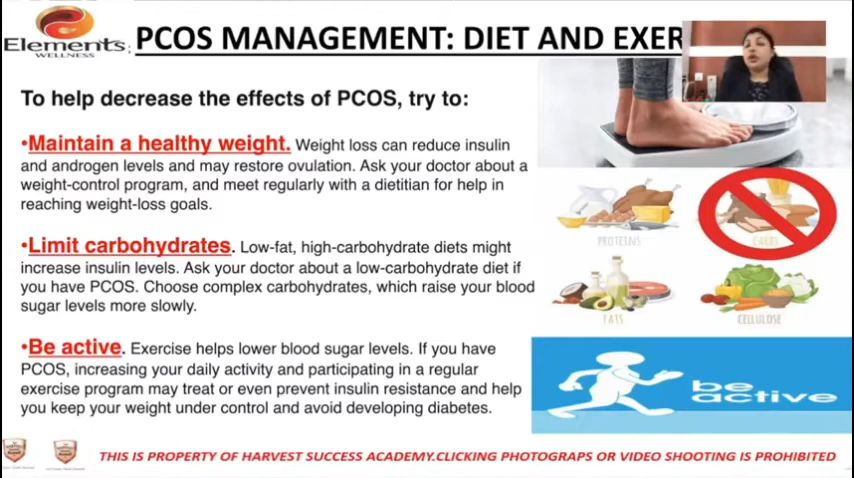 Elements
WELLNESS
PCOS MANAGEMENT: DIET AND EXER
To help decrease the effects of PCOS, try to:
•Maintain a healthy weight. Weight loss can reduce insulin
and androgen levels and may restore ovulation. Ask your doctor about a
weight-control program, and meet regularly with a dietitian for help in
reaching weight-loss goals.
PROTEINS
CARBS
•Limit carbohydrates. Low-fat, high-carbohydrate diets might
increase insulin levels. Ask your doctor about a low-carbohydrate diet if
you have PCOS. Choose complex carbohydrates, which raise your blood
sugar levels more slowly.
FATS
CELLULOSE
•Be active. Exercise helps lower blood sugar levels. If you have
PCOS, increasing your daily activity and participating in a regular
exercise program may treat or even prevent insulin resistance and help
you keep your weight under control and avoid developing diabetes.
be
active
THIS IS PROPERTY OF HARVEST SUCCESS ACADEMY.CLICKING PHOTOGRAPS OR VIDEO SHOOTING IS PROHIBITED